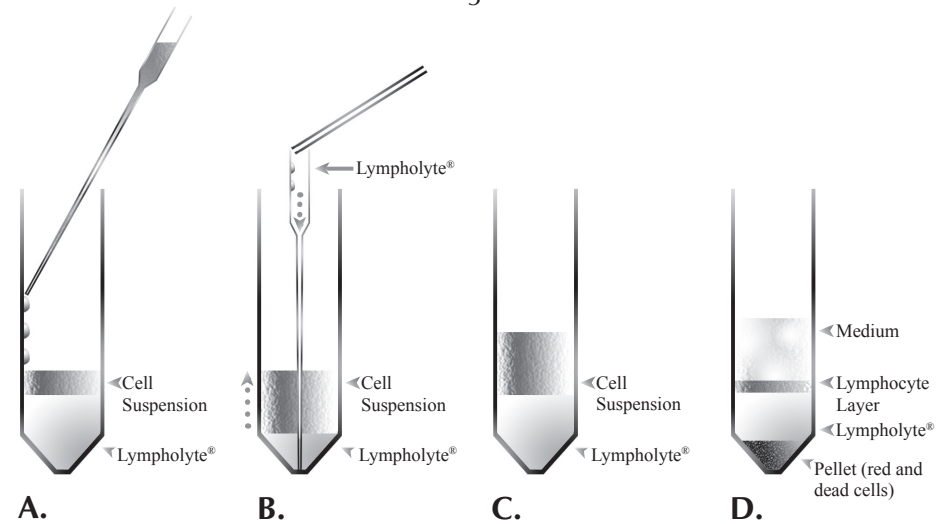 Lympholyte®
Cell
Suspension
Lympholyte®
A.
Cell
Suspension
Lympholyte®
B.
Cell
Suspension
Lympholyte®
C.
Medium
Lymphocyte
Layer
Lympholyte®
Pellet (red and
dead cells)
D.